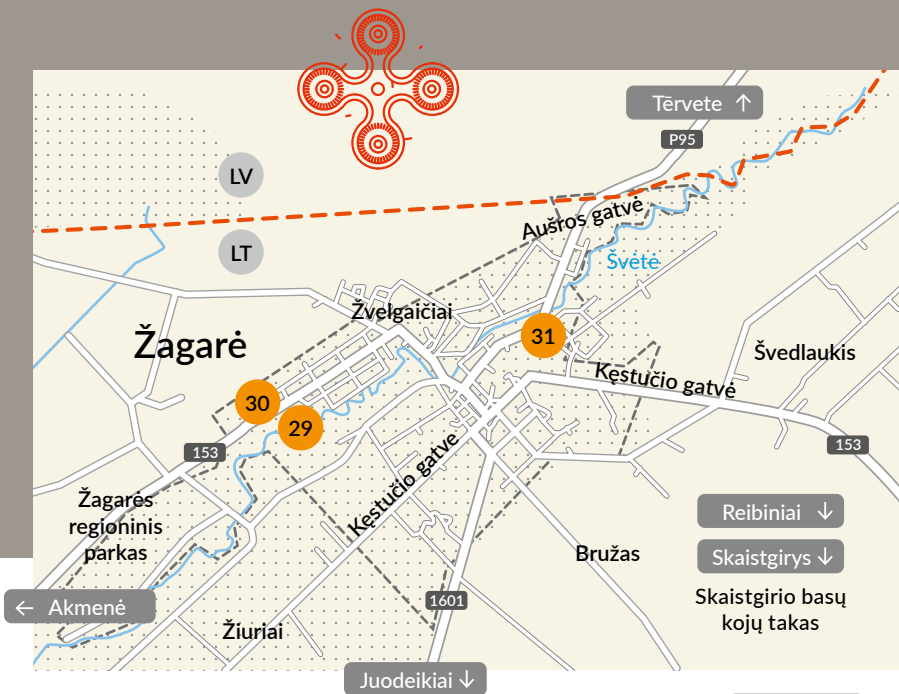 Tērvete ↑
P95
LV
Aušros gatvė
LT
Švėtė
Žvelgaičiai
31
Žagarė
Švedlaukis
Kęstučio gatvė
30
29
153
153
Kęstučio gatvė
Žagarės
regioninis
parkas
Reibiniai ↓
Bružas
Skaistgirys ↓
Skaistgirio basų
kojų takas
← Akmenė
1601
Žiuriai
Juodeikiai ↓